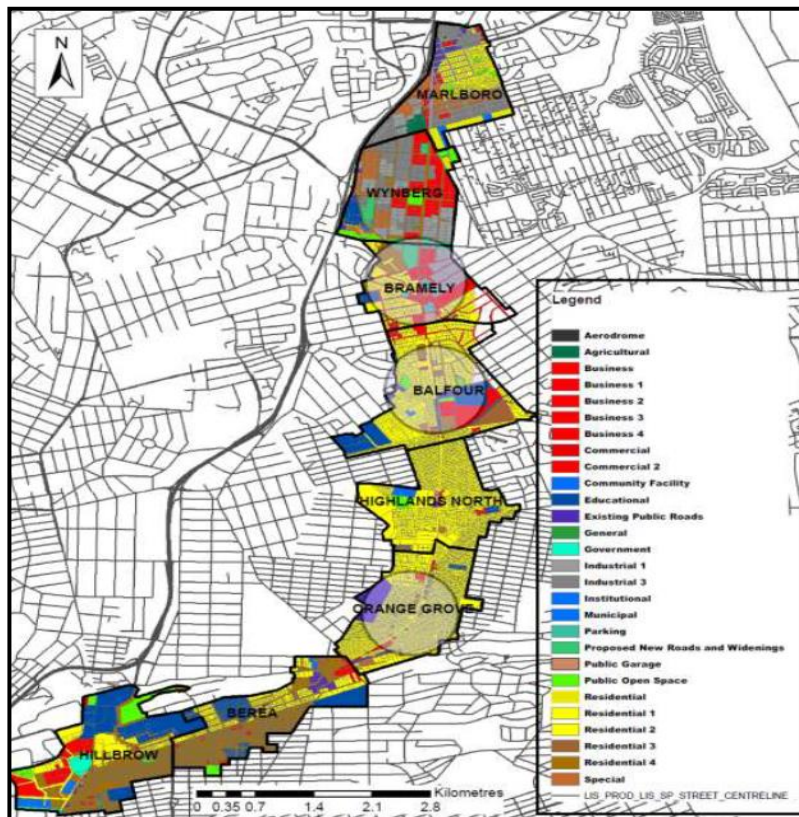 N
MARLBORO
WYNBERG
BRAMELY
BALFOUR
HIGHLANDS NORTH
ORANGE GROVE
BEREA
HILLBROW
Kilometres
0 0.35 0.7 1.4 2.1 2.8
Legend
Aerodrome
Agricultural
Business
Business 1
Business 2
Business 3
Business 4
Commercial
Commercial 2
Community Facility
Educational
Existing Public Roads
General
Government
Industrial 1
Industrial 3
Institutional
Municipal
Parking
Proposed New Roads and Widenings
Public Garage
Public Open Space
Residential
Residential 1
Residential 2
Residential 3
Residential 4
Special
LIS_PROD_LIS_SP_STREET_CENTRELINE